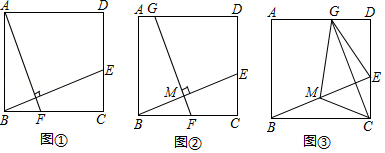 A D E B F C
图①
A G D E M B F C
图②
A G D E M B C
图③